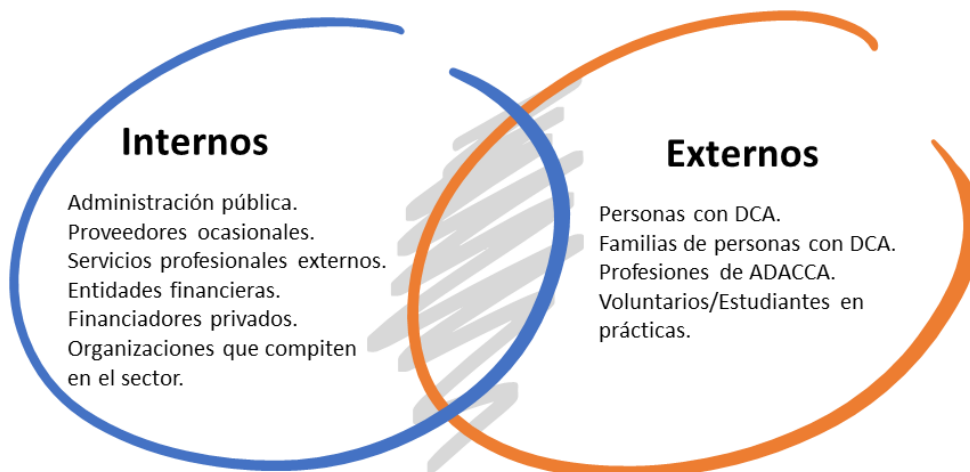 Internos
Administración pública.
Proveedores ocasionales.
Servicios profesionales externos.
Entidades financieras.
Financiadores privados.
Organizaciones que compiten
en el sector.
Externos
Personas con DCA.
Familias de personas con DCA.
Profesiones de ADACCA.
Voluntarios/Estudiantes en
prácticas.